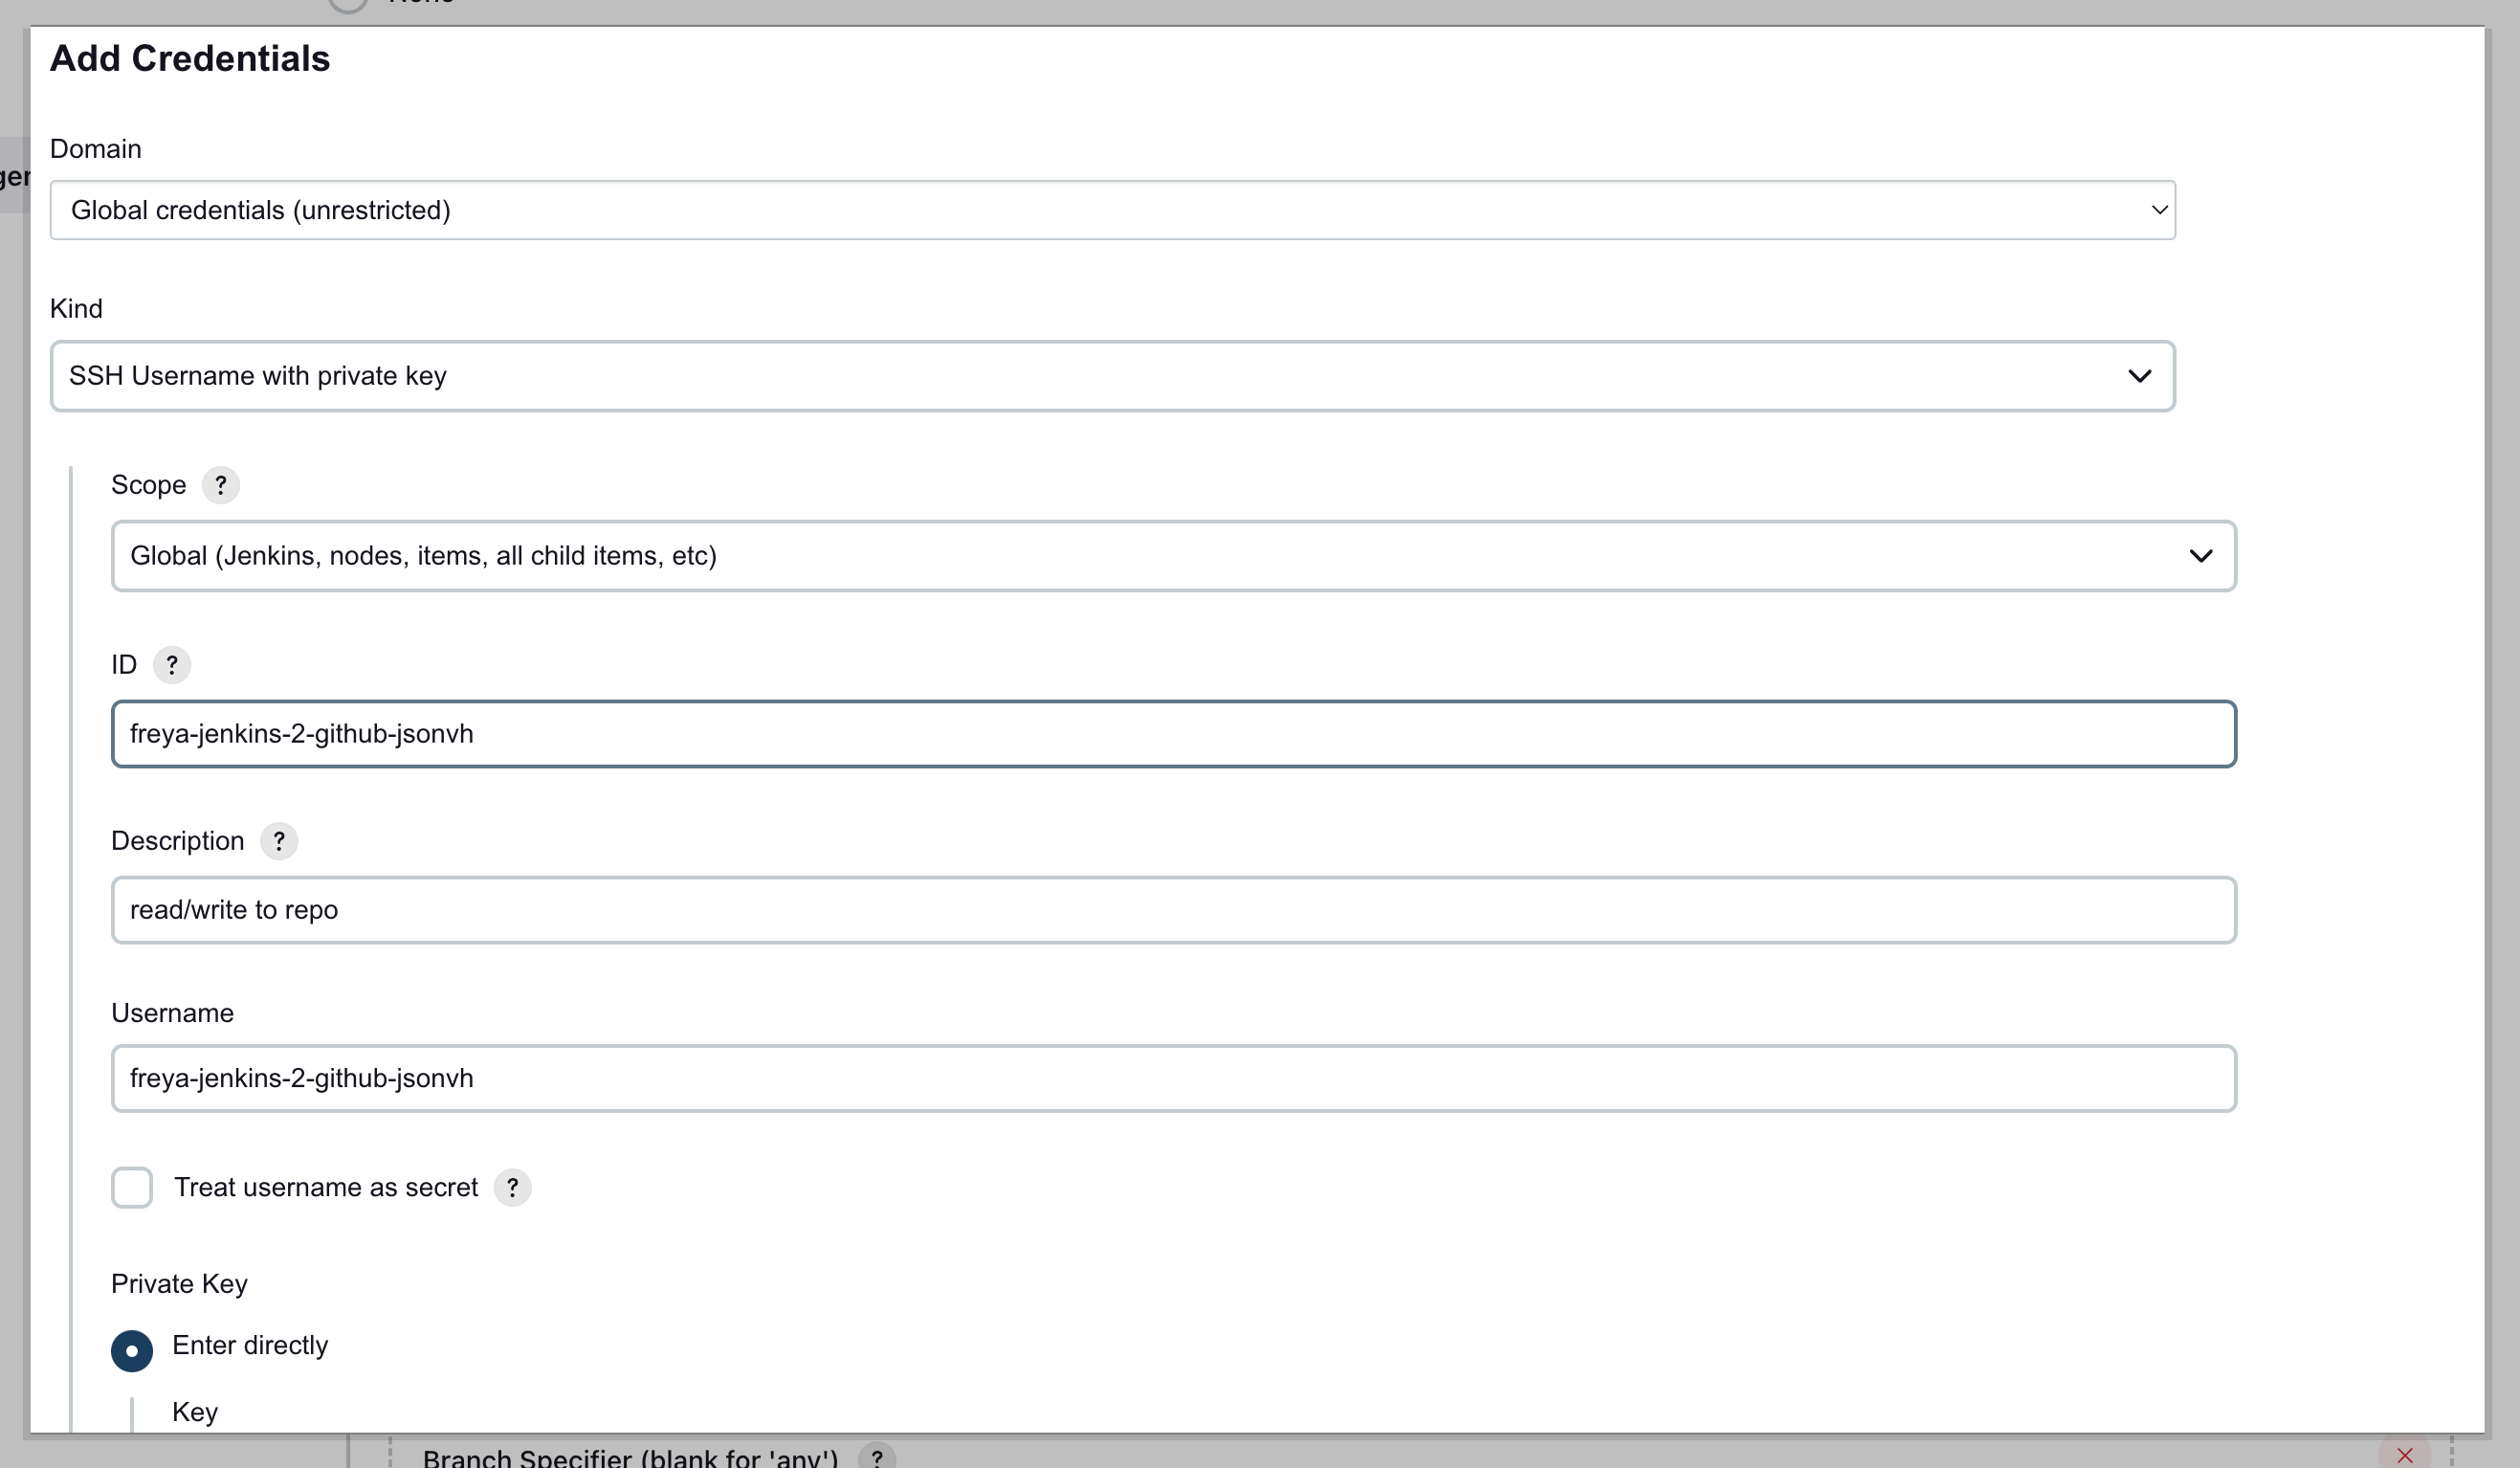 Add Credentials
Domain
Global credentials (unrestricted)
Kind
SSH Username with private key
Scope ?
Global (Jenkins, nodes, items, all child items, etc)
ID ?
freya-jenkins-2-github-jsonvh
Description ?
read/write to repo
Username
freya-jenkins-2-github-jsonvh
Treat username as secret ?
Private Key
Enter directly
Key
Branch Specifier (blank for 'any') ?